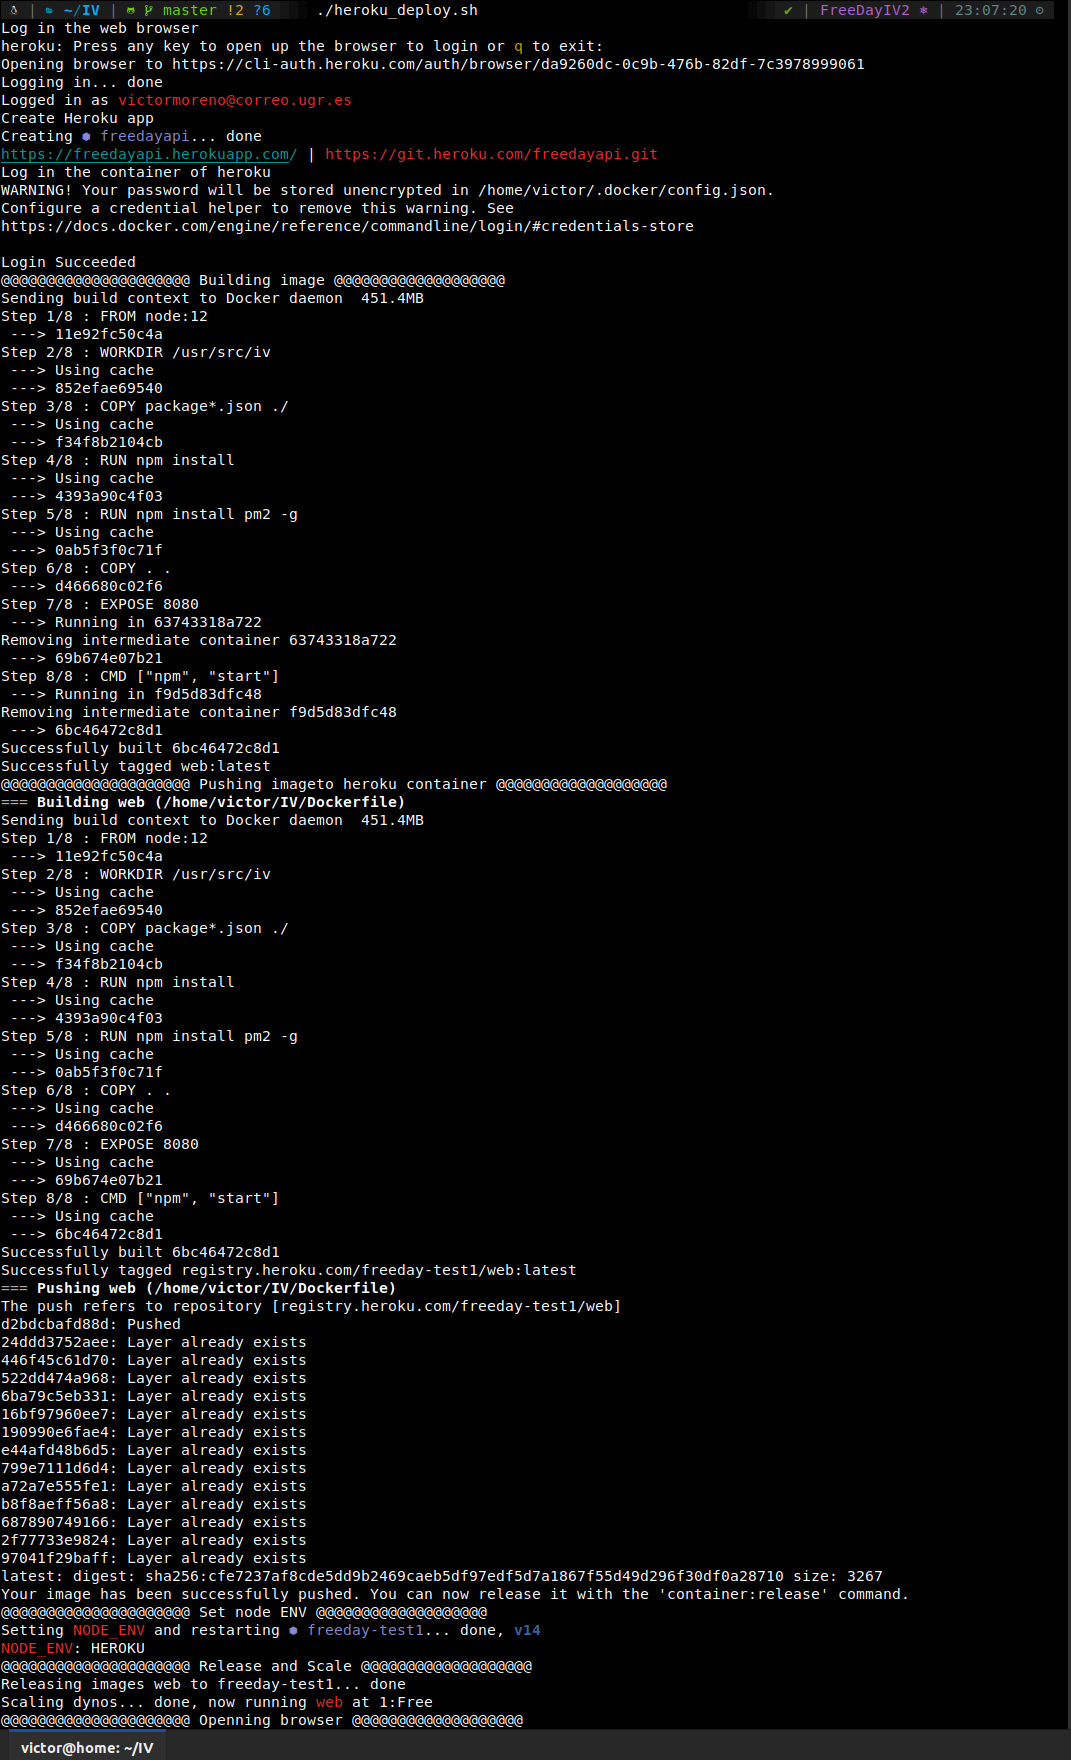 ~/IV | master !2 ?6 ./heroku_deploy.sh ✔ | FreeDayIV2 | 23:07:20
Log in the web browser
heroku: Press any key to open up the browser to login or q to exit:
Opening browser to https://cli-auth.heroku.com/auth/browser/da9260dc-0c9b-476b-82df-7c3978999061
Logging in... done
Logged in as victormoreno@correo.ugr.es
Create Heroku app
Creating ⬢ freedayapi... done
https://freedayapi.herokuapp.com/ | https://git.heroku.com/freedayapi.git
Log in the container of heroku
WARNING! Your password will be stored unencrypted in /home/victor/.docker/config.json.
Configure a credential helper to remove this warning. See
https://docs.docker.com/engine/reference/commandline/login/#credentials-store
Login Succeeded
@@@@@@@@@@@@@@@@@@@@@ Building image @@@@@@@@@@@@@@@@@@@
Sending build context to Docker daemon  451.4MB
Step 1/8 : FROM node:12
 ---> 11e92fc50c4a
Step 2/8 : WORKDIR /usr/src/iv
 ---> Using cache
 ---> 852efae69540
Step 3/8 : COPY package*.json ./
 ---> Using cache
 ---> f34f8b2104cb
Step 4/8 : RUN npm install
 ---> Using cache
 ---> 4393a90c4f03
Step 5/8 : RUN npm install pm2 -g
 ---> Using cache
 ---> 0ab5f3f0c71f
Step 6/8 : COPY . .
 ---> d466680c02f6
Step 7/8 : EXPOSE 8080
 ---> Running in 63743318a722
Removing intermediate container 63743318a722
 ---> 69b674e07b21
Step 8/8 : CMD ["npm", "start"]
 ---> Running in f9d5d83dfc48
Removing intermediate container f9d5d83dfc48
 ---> 6bc46472c8d1
Successfully built 6bc46472c8d1
Successfully tagged web:latest
@@@@@@@@@@@@@@@@@@@@@ Pushing imageto heroku container @@@@@@@@@@@@@@@@@@@
=== Building web (/home/victor/IV/Dockerfile)
Sending build context to Docker daemon  451.4MB
Step 1/8 : FROM node:12
 ---> 11e92fc50c4a
Step 2/8 : WORKDIR /usr/src/iv
 ---> Using cache
 ---> 852efae69540
Step 3/8 : COPY package*.json ./
 ---> Using cache
 ---> f34f8b2104cb
Step 4/8 : RUN npm install
 ---> Using cache
 ---> 4393a90c4f03
Step 5/8 : RUN npm install pm2 -g
 ---> Using cache
 ---> 0ab5f3f0c71f
Step 6/8 : COPY . .
 ---> Using cache
 ---> d466680c02f6
Step 7/8 : EXPOSE 8080
 ---> Using cache
 ---> 69b674e07b21
Step 8/8 : CMD ["npm", "start"]
 ---> Using cache
 ---> 6bc46472c8d1
Successfully built 6bc46472c8d1
Successfully tagged registry.heroku.com/freeday-test1/web:latest
=== Pushing web (/home/victor/IV/Dockerfile)
The push refers to repository [registry.heroku.com/freeday-test1/web]
d2bdcbafd88d: Pushed
24ddd3752aee: Layer already exists
446f45c61d70: Layer already exists
522dd474a968: Layer already exists
6ba79c5eb331: Layer already exists
16bf97960ee7: Layer already exists
190990e6fae4: Layer already exists
e44afd48b6d5: Layer already exists
799e7111d6d4: Layer already exists
a72a7e555fe1: Layer already exists
b8f8aeff56a8: Layer already exists
687890749166: Layer already exists
2f77733e9824: Layer already exists
97041f29baff: Layer already exists
latest: digest: sha256:cfe7237af8cde5dd9b2469caeb5df97edf5d7a1867f55d49d296f30df0a28710 size: 3267
Your image has been successfully pushed. You can now release it with the 'container:release' command.
@@@@@@@@@@@@@@@@@@@@@ Set node ENV @@@@@@@@@@@@@@@@@@@
Setting NODE_ENV and restarting ⬢ freeday-test1... done, v14
NODE_ENV: HEROKU
@@@@@@@@@@@@@@@@@@@@@ Release and Scale @@@@@@@@@@@@@@@@@@@
Releasing images web to freeday-test1... done
Scaling dynos... done, now running web at 1:Free
@@@@@@@@@@@@@@@@@@@@@ Openning browser @@@@@@@@@@@@@@@@@@@
victor@home: ~/IV